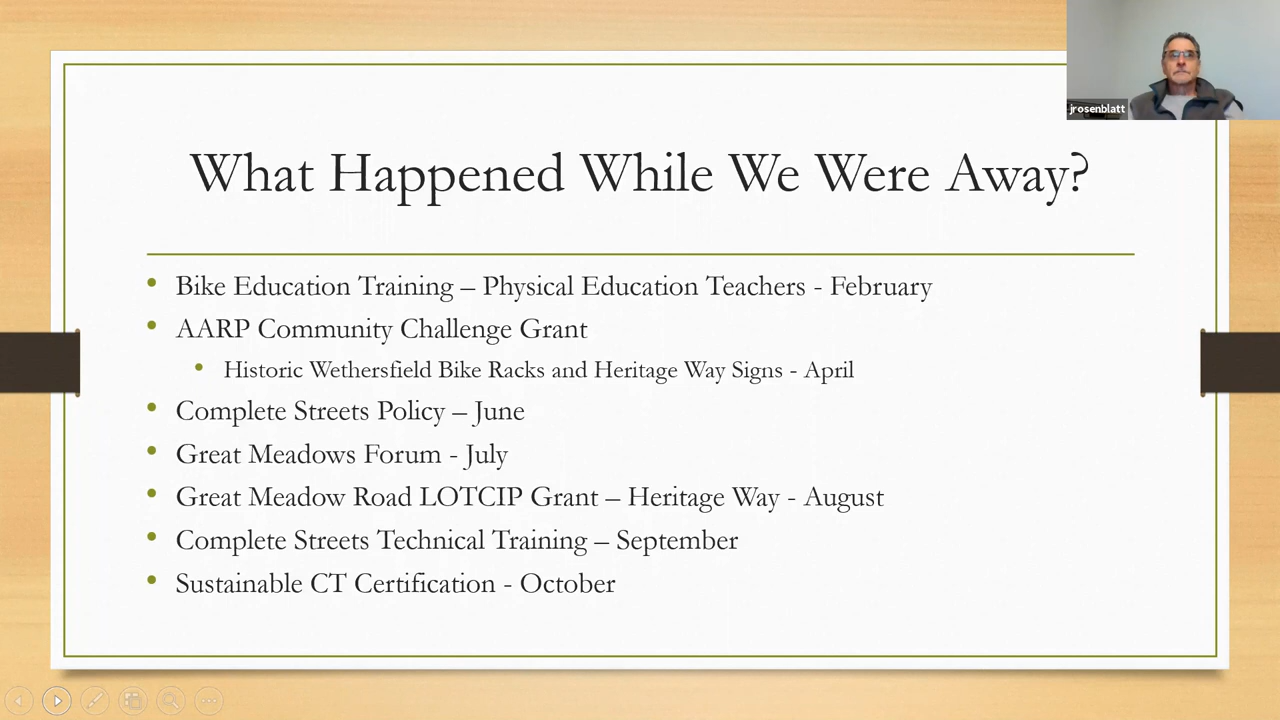 jrosenblatt
What Happened While We Were Away?
• Bike Education Training – Physical Education Teachers - February
• AARP Community Challenge Grant
• Historic Wethersfield Bike Racks and Heritage Way Signs - April
• Complete Streets Policy – June
• Great Meadows Forum - July
• Great Meadow Road LOTCIP Grant – Heritage Way - August
• Complete Streets Technical Training – September
• Sustainable CT Certification - October